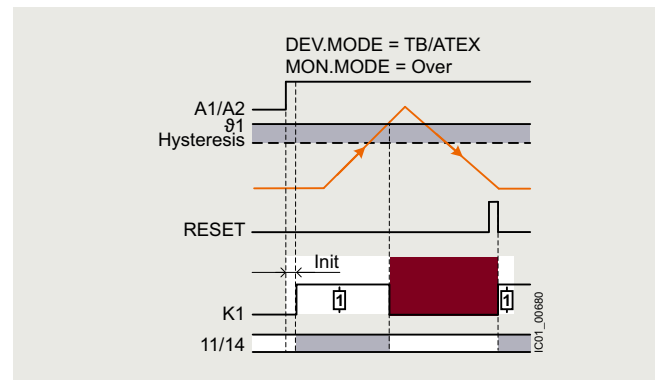 DEV.MODE = TB/ATEX
MON.MODE = Over
A1/A2
ϑ1
Hysteresis
RESET
Init
K1
1
1
11/14
IC01_00680